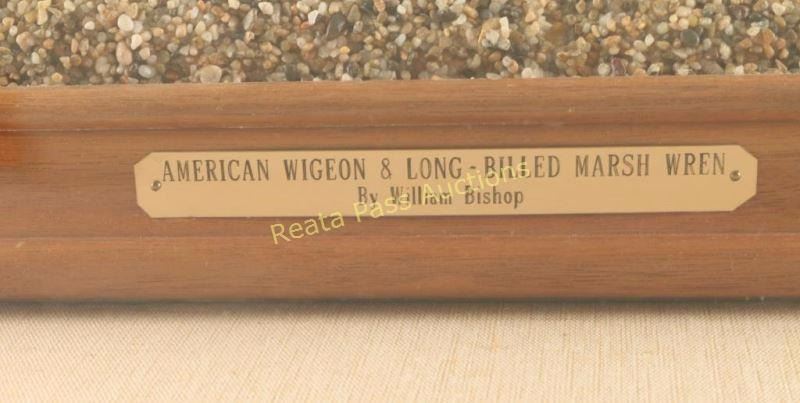 AMERICAN WIGEON & LONG-BILLED MARSH WREN
By William Bishop
Reata Pass Auctions